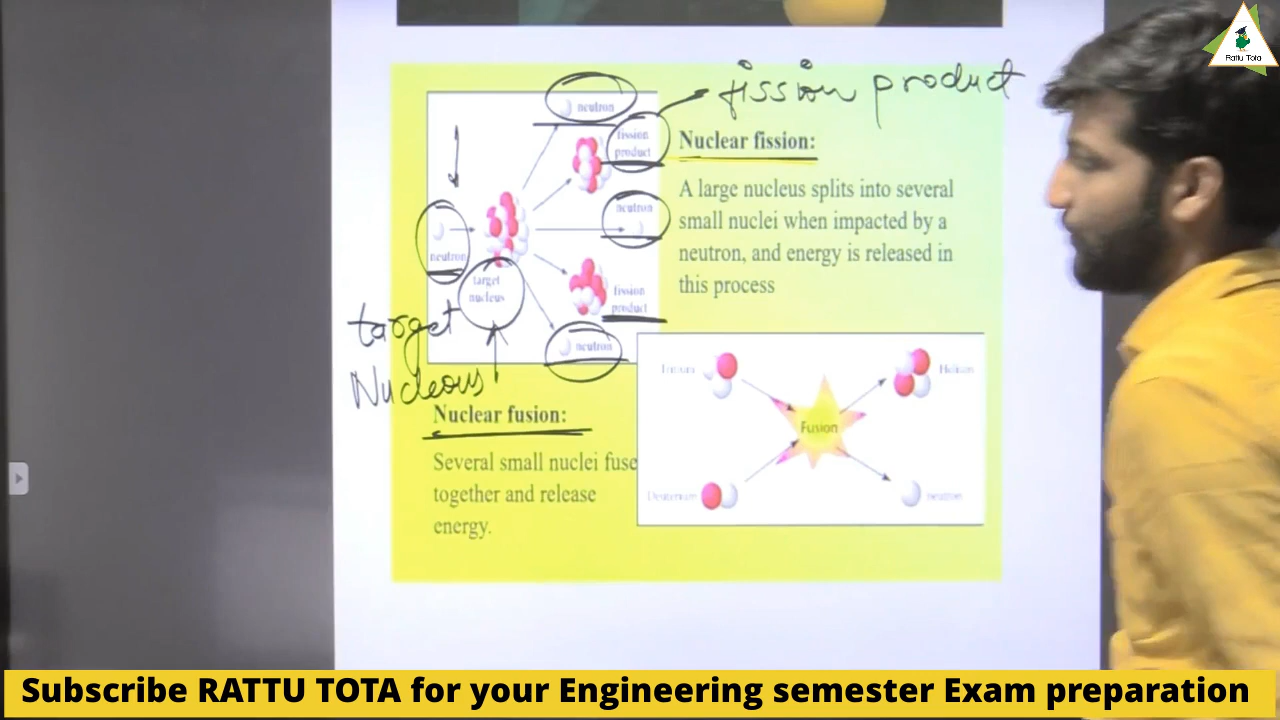 Rattu Tota
fission product
neutron
fission
product
Nuclear fission:
A large nucleus splits into several
small nuclei when impacted by a
neutron, and energy is released in
this process
neutron
neutron
target
nucleus
fission
product
neutron
target
Nucleous
Nuclear fusion:
Several small nuclei fuse
together and release
energy.
Tritium
Helium
Fusion
Deuterium
neutron
Subscribe RATTU TOTA for your Engineering semester Exam preparation